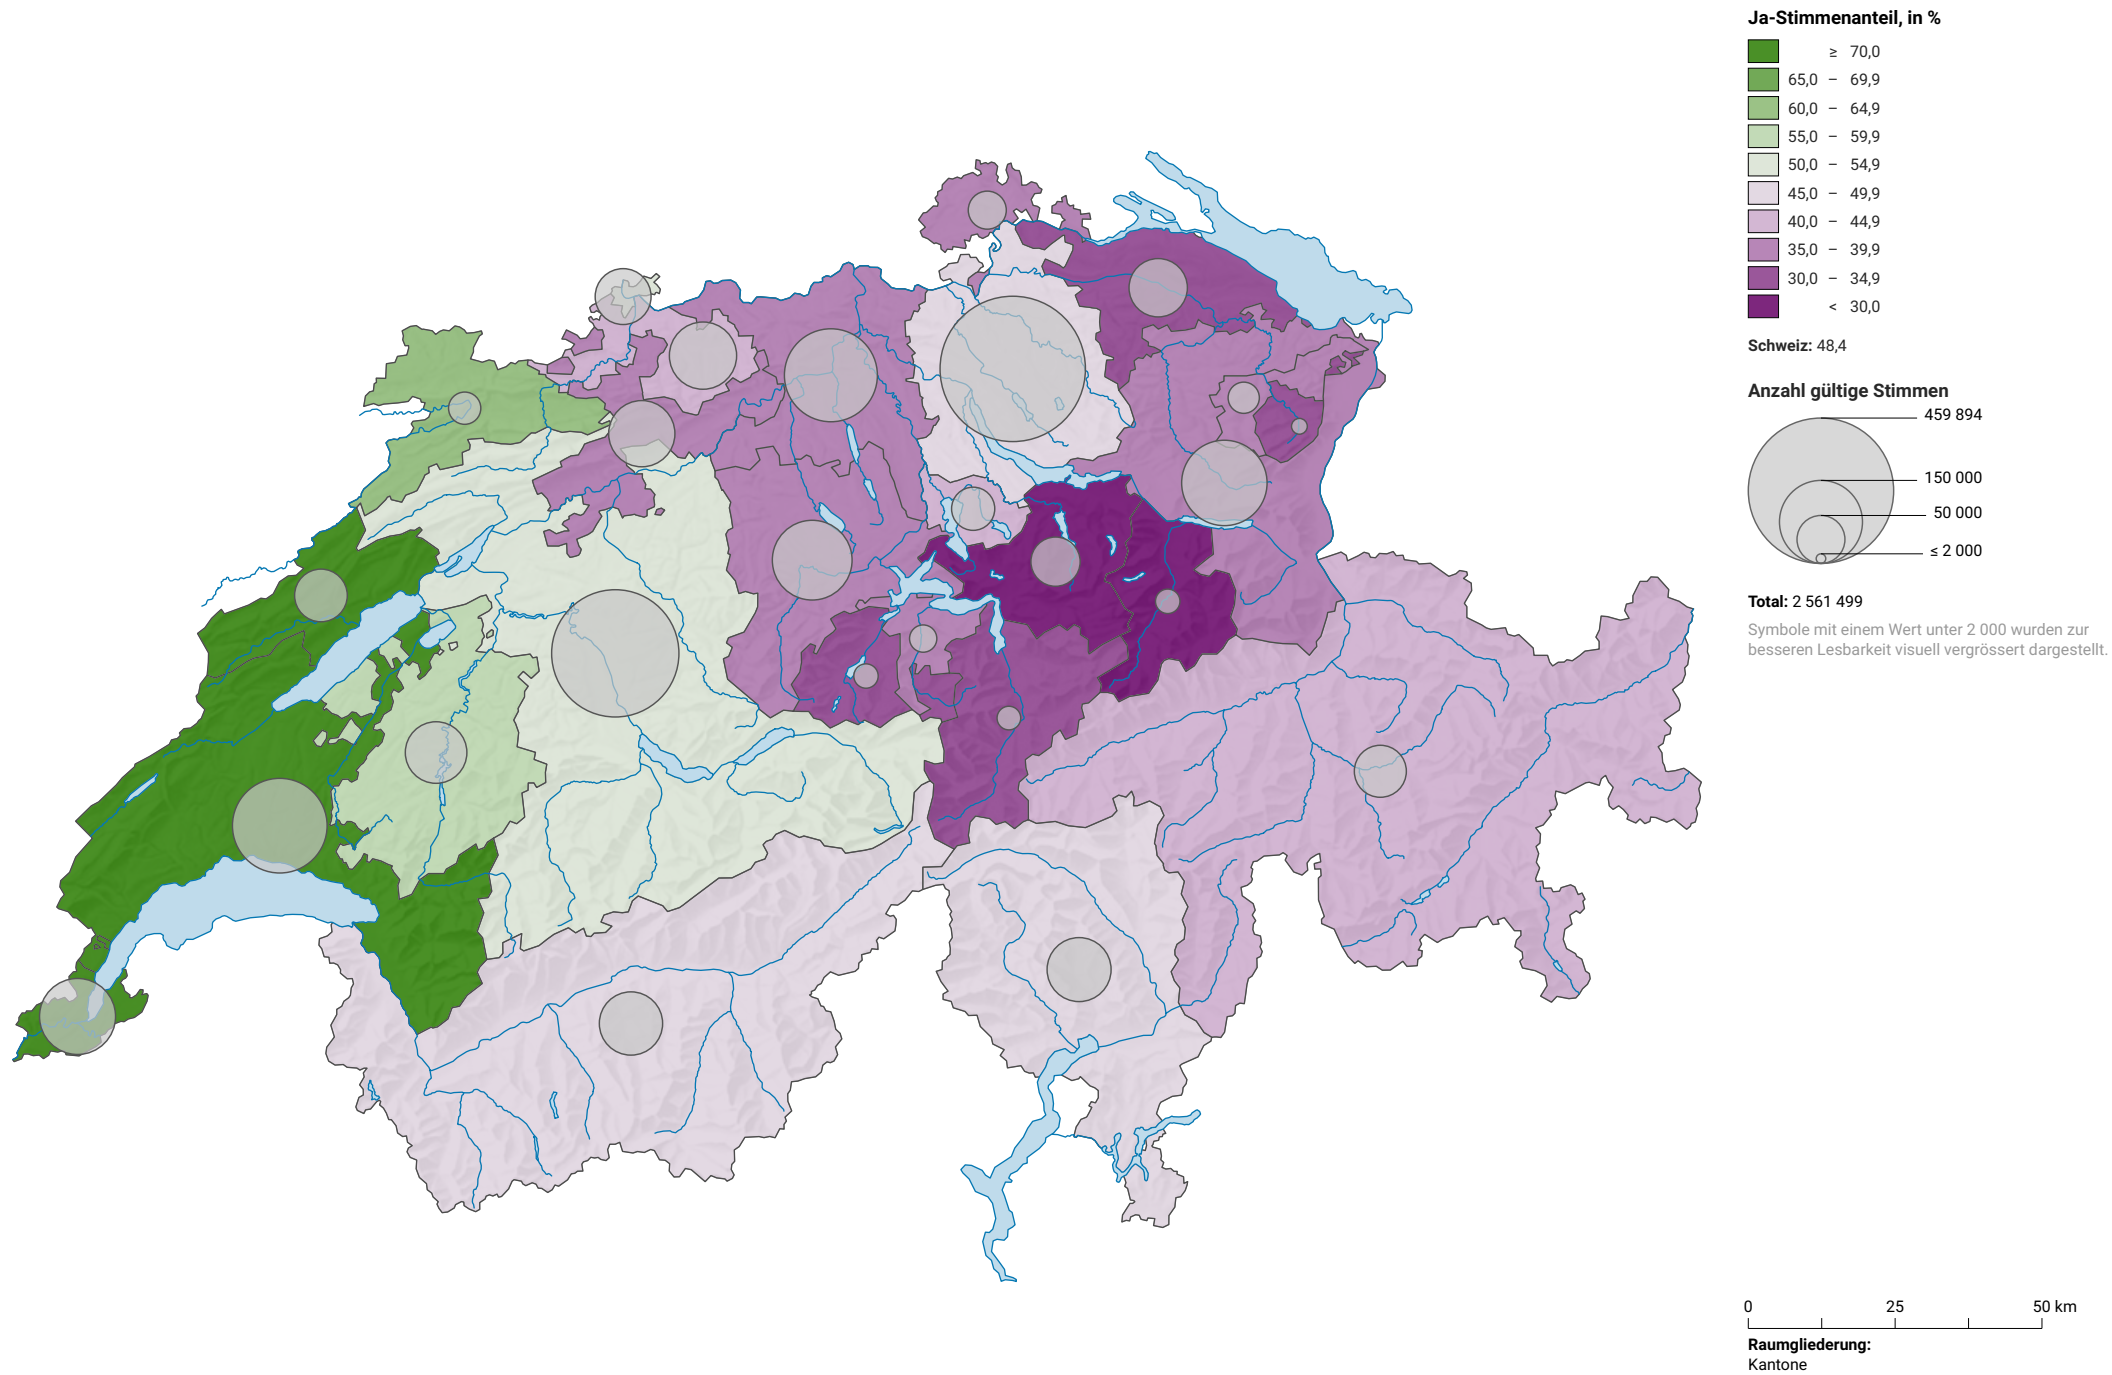 Ja-Stimmenanteil, in %
≥ 70,0
65,0 – 69,9
60,0 – 64,9
55,0 – 59,9
50,0 – 54,9
45,0 – 49,9
40,0 – 44,9
35,0 – 39,9
30,0 – 34,9
< 30,0
Schweiz: 48,4
Anzahl gültige Stimmen
459 894
150 000
50 000
≤ 2 000
Total: 2 561 499
Symbole mit einem Wert unter 2 000 wurden zur
besseren Lesbarkeit visuell vergrössert dargestellt.
0 25 50 km
Raumgliederung:
Kantone